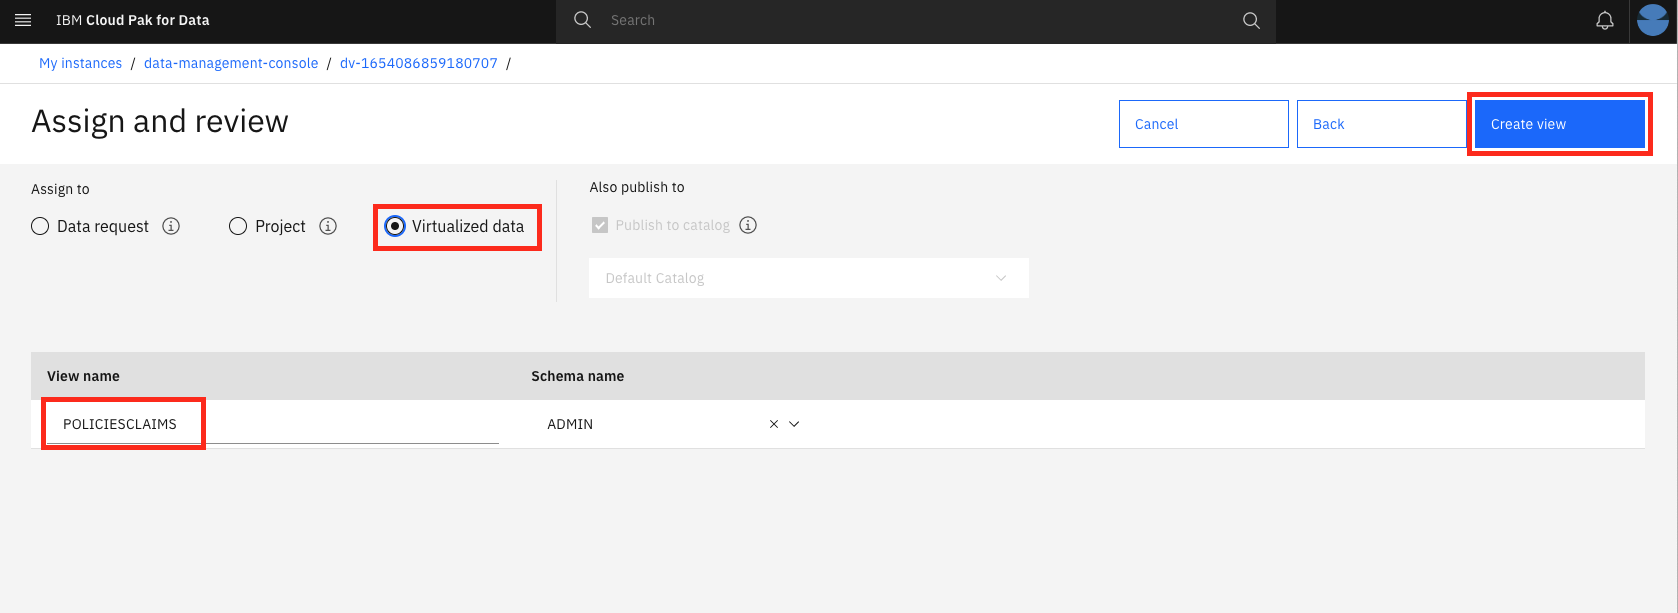 IBM Cloud Pak for Data Search
My instances / data-management-console / dv-1654086859180707 /
Assign and review
Cancel Back Create view
Assign to
Data request Project Virtualized data
Also publish to
Publish to catalog
Default Catalog
View name Schema name
POLICIESCLAIMS ADMIN